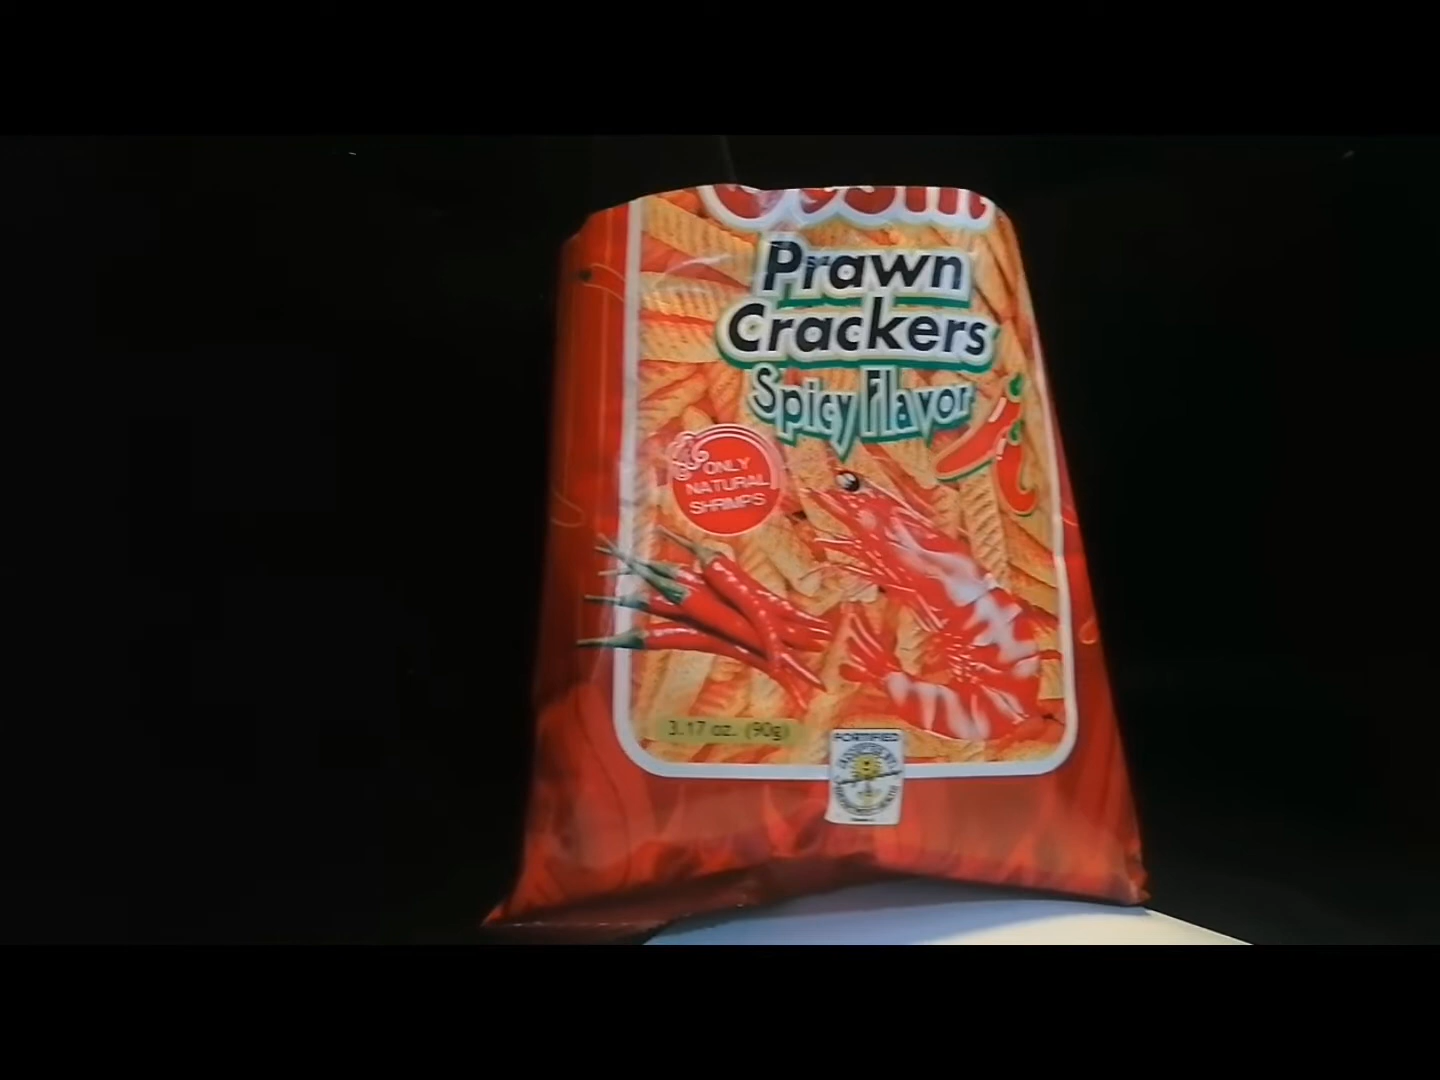 Prawn
Crackers
Spicy Flavor
ONLY
NATURAL
SHRIMPS
3.17 oz. (90g)
FORTIFIED